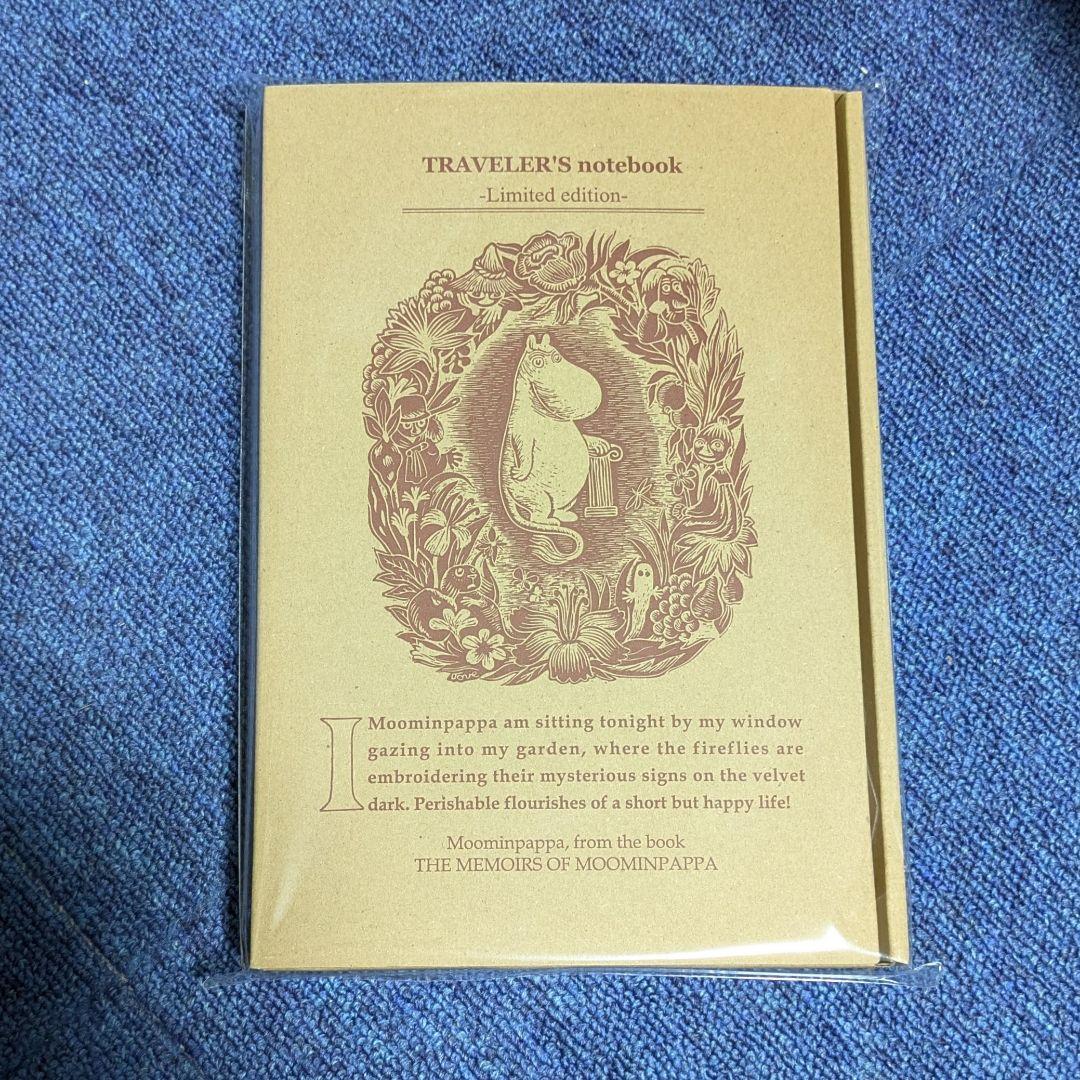 TRAVELER'S notebook
-Limited edition-
Tove
I Moominpappa am sitting tonight by my window
gazing into my garden, where the fireflies are
embroidering their mysterious signs on the velvet
dark. Perishable flourishes of a short but happy life!
Moominpappa, from the book
THE MEMOIRS OF MOOMINPAPPA